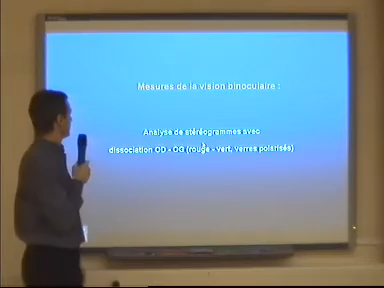 Mesures de la vision binoculaire :
Analyse de stéréogrammes avec
dissociation OD - OG (rouge - vert, verres polarisés)